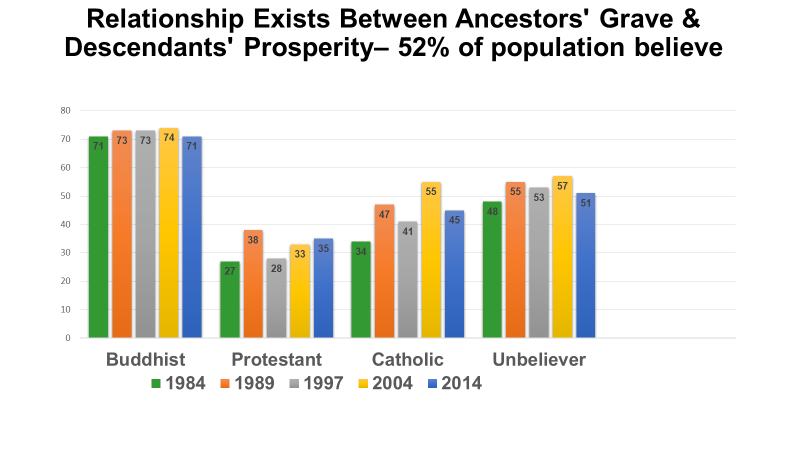 Relationship Exists Between Ancestors' Grave &
Descendants' Prosperity– 52% of population believe
80
70
60
50
40
30
20
10
0
71 73 73 74 71
27 38 28 33 35
34 47 41 55 45
48 55 53 57 51
Buddhist Protestant Catholic Unbeliever
1984 1989 1997 2004 2014